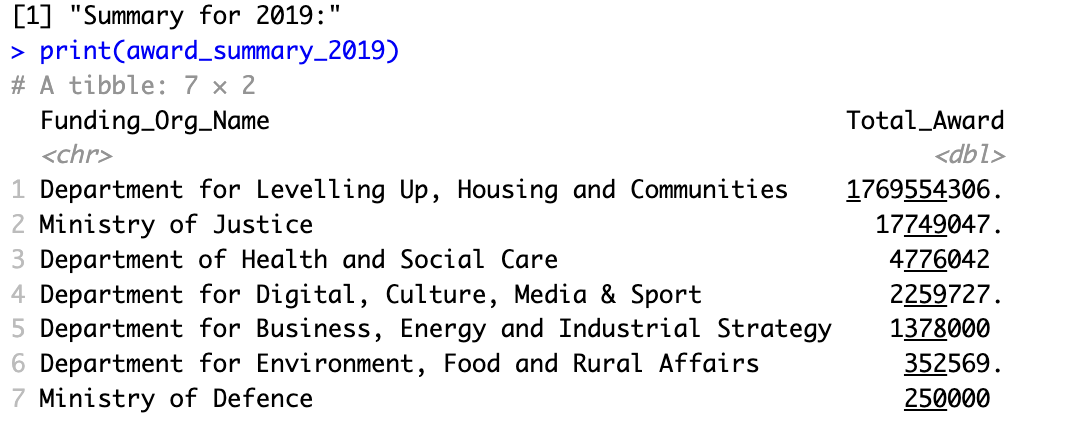 [1] "Summary for 2019:"
> print(award_summary_2019)
# A tibble: 7 × 2
  Funding_Org_Name                                        Total_Award
  <chr>                                                         <dbl>
1 Department for Levelling Up, Housing and Communities    1769554306.
2 Ministry of Justice                                       17749047.
3 Department of Health and Social Care                       4776042
4 Department for Digital, Culture, Media & Sport             2259727.
5 Department for Business, Energy and Industrial Strategy    1378000
6 Department for Environment, Food and Rural Affairs          352569.
7 Ministry of Defence                                         250000